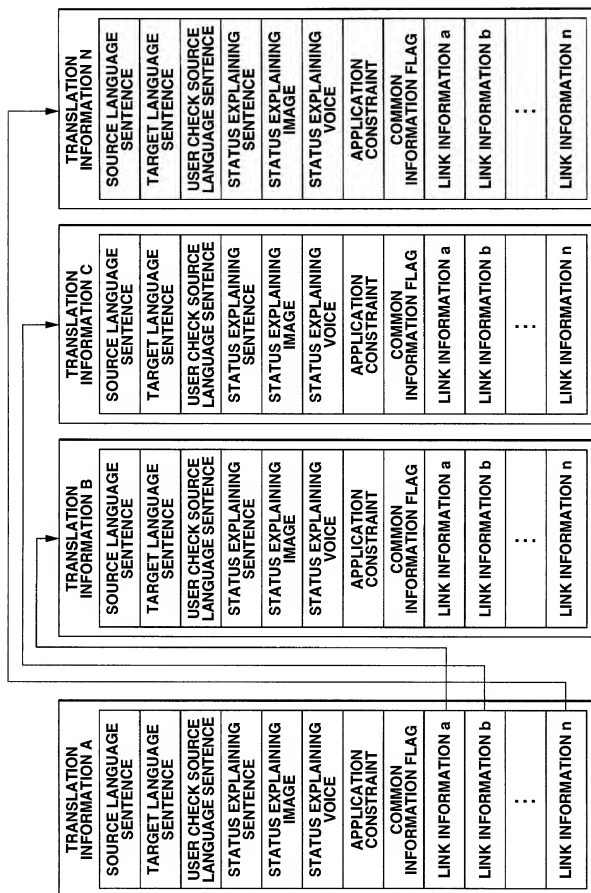 TRANSLATION
INFORMATION A
SOURCE LANGUAGE
SENTENCE
TARGET LANGUAGE
SENTENCE
USER CHECK SOURCE
LANGUAGE SENTENCE
STATUS EXPLAINING
SENTENCE
STATUS EXPLAINING
IMAGE
STATUS EXPLAINING
VOICE
APPLICATION
CONSTRAINT
COMMON
INFORMATION FLAG
LINK INFORMATION a
LINK INFORMATION b
...
LINK INFORMATION n
TRANSLATION
INFORMATION B
SOURCE LANGUAGE
SENTENCE
TARGET LANGUAGE
SENTENCE
USER CHECK SOURCE
LANGUAGE SENTENCE
STATUS EXPLAINING
SENTENCE
STATUS EXPLAINING
IMAGE
STATUS EXPLAINING
VOICE
APPLICATION
CONSTRAINT
COMMON
INFORMATION FLAG
LINK INFORMATION a
LINK INFORMATION b
...
LINK INFORMATION n
TRANSLATION
INFORMATION C
SOURCE LANGUAGE
SENTENCE
TARGET LANGUAGE
SENTENCE
USER CHECK SOURCE
LANGUAGE SENTENCE
STATUS EXPLAINING
SENTENCE
STATUS EXPLAINING
IMAGE
STATUS EXPLAINING
VOICE
APPLICATION
CONSTRAINT
COMMON
INFORMATION FLAG
LINK INFORMATION a
LINK INFORMATION b
...
LINK INFORMATION n
TRANSLATION
INFORMATION N
SOURCE LANGUAGE
SENTENCE
TARGET LANGUAGE
SENTENCE
USER CHECK SOURCE
LANGUAGE SENTENCE
STATUS EXPLAINING
SENTENCE
STATUS EXPLAINING
IMAGE
STATUS EXPLAINING
VOICE
APPLICATION
CONSTRAINT
COMMON
INFORMATION FLAG
LINK INFORMATION a
LINK INFORMATION b
...
LINK INFORMATION n